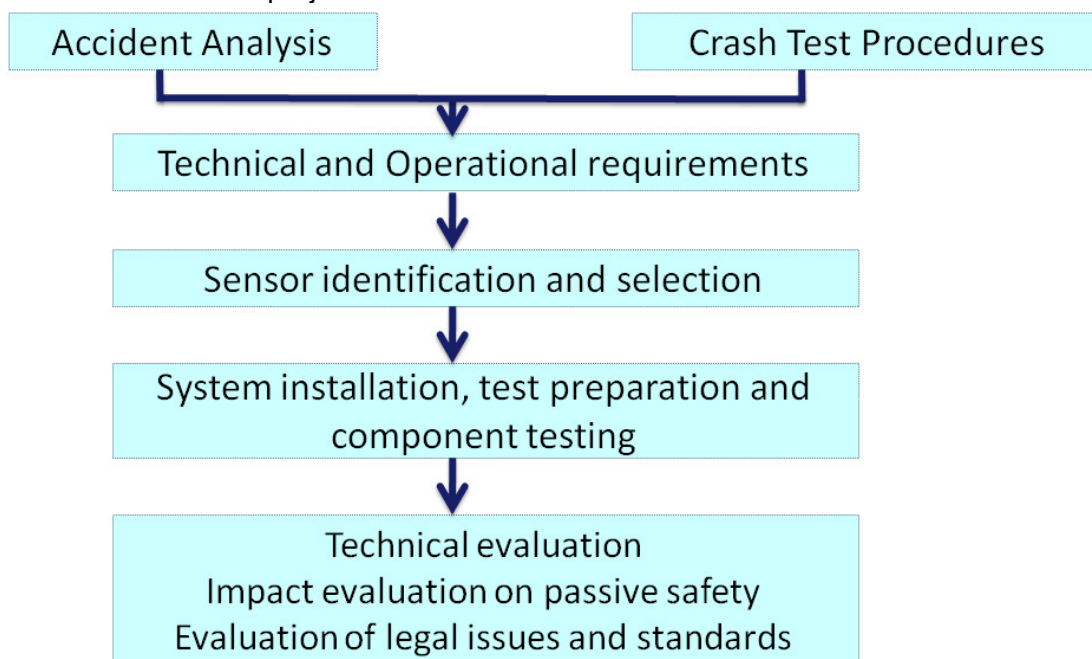 Accident Analysis
Crash Test Procedures
Technical and Operational requirements
Sensor identification and selection
System installation, test preparation and
component testing
Technical evaluation
Impact evaluation on passive safety
Evaluation of legal issues and standards